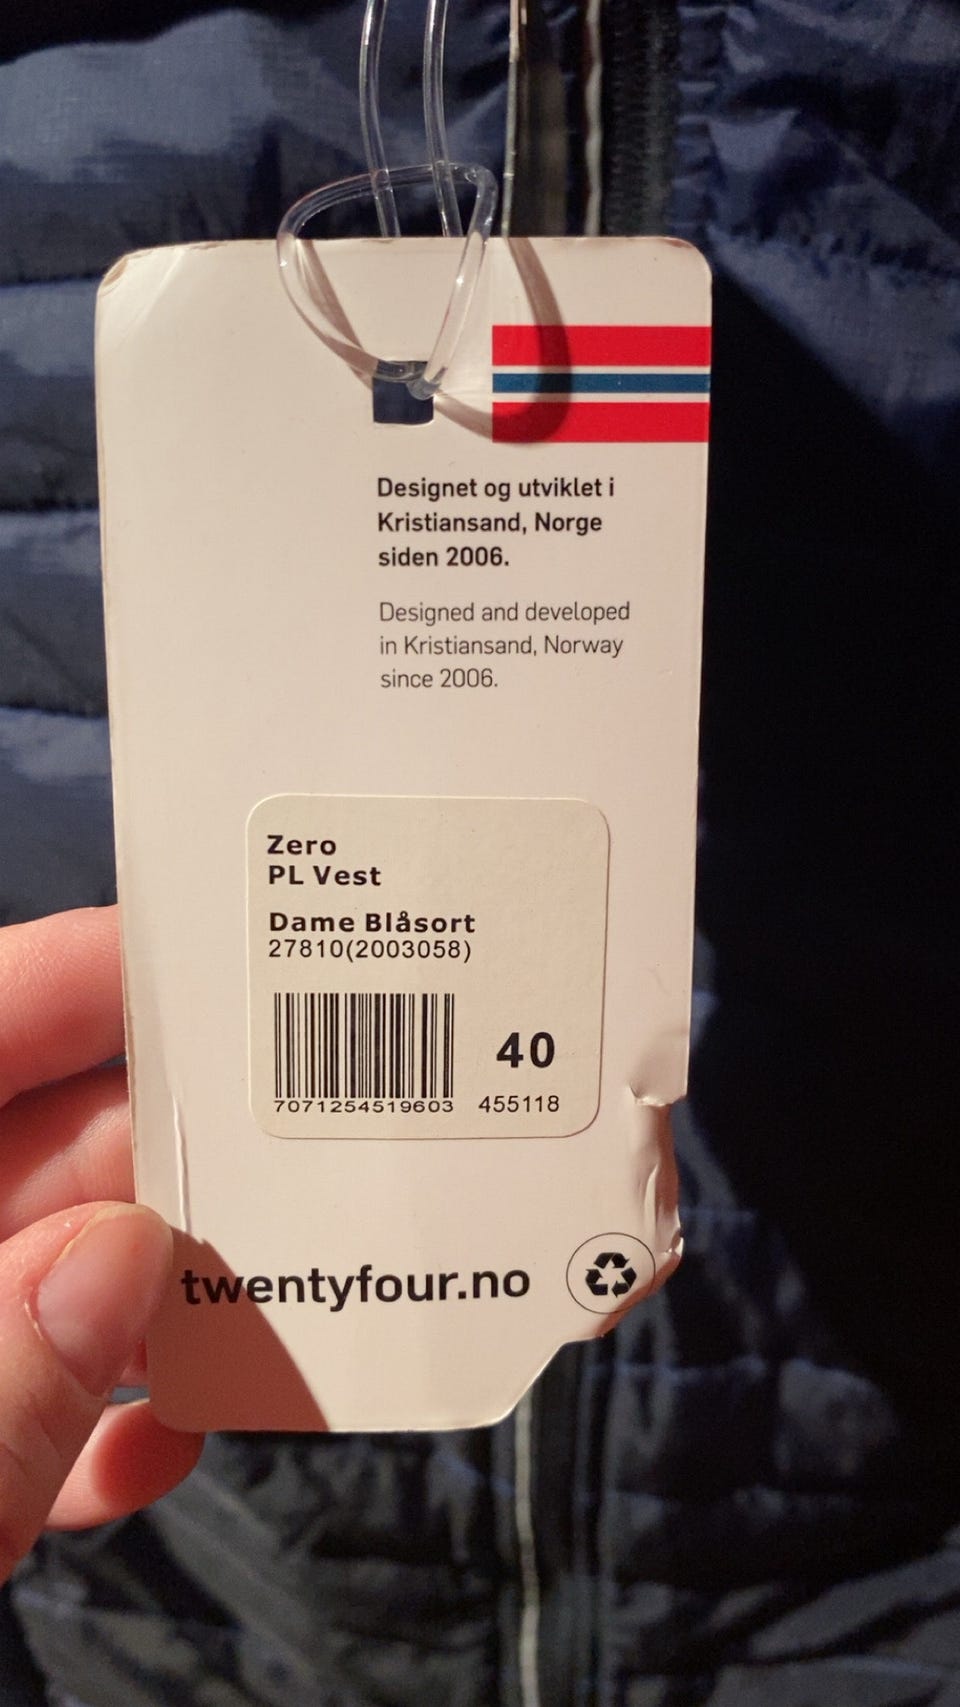 Designet og utviklet i
Kristiansand, Norge
siden 2006.
Designed and developed
in Kristiansand, Norway
since 2006.
Zero
PL Vest
Dame Blåsort
27810(2003058)
40
7071254519603 455118
twentyfour.no